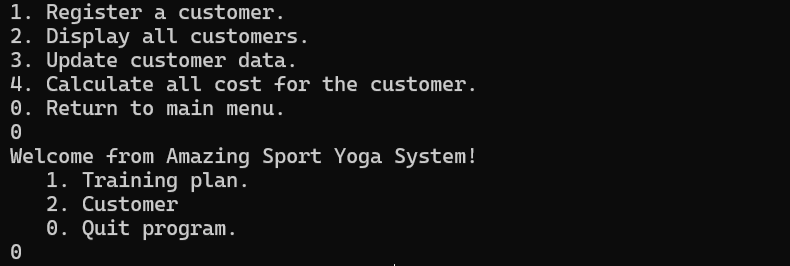 1. Register a customer.
2. Display all customers.
3. Update customer data.
4. Calculate all cost for the customer.
0. Return to main menu.
0
Welcome from Amazing Sport Yoga System!
   1. Training plan.
   2. Customer
   0. Quit program.
0